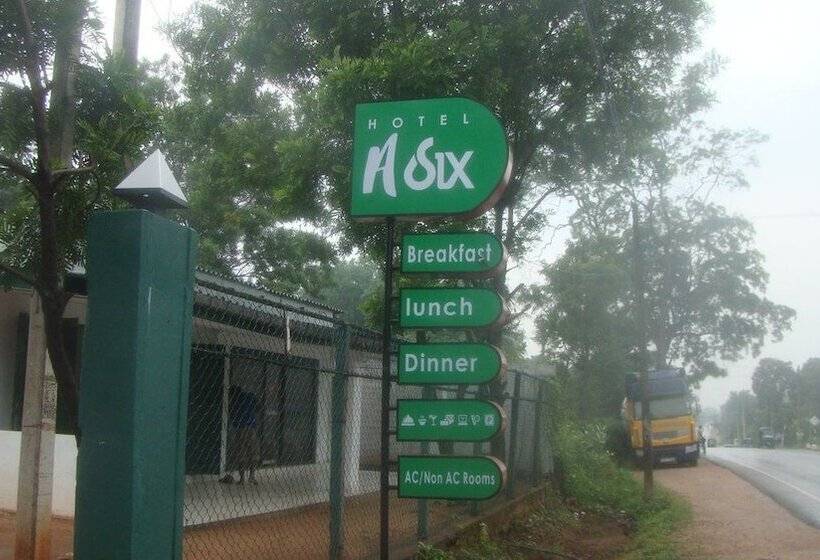 HOTEL
A Six
Breakfast
lunch
Dinner
AC/Non AC Rooms